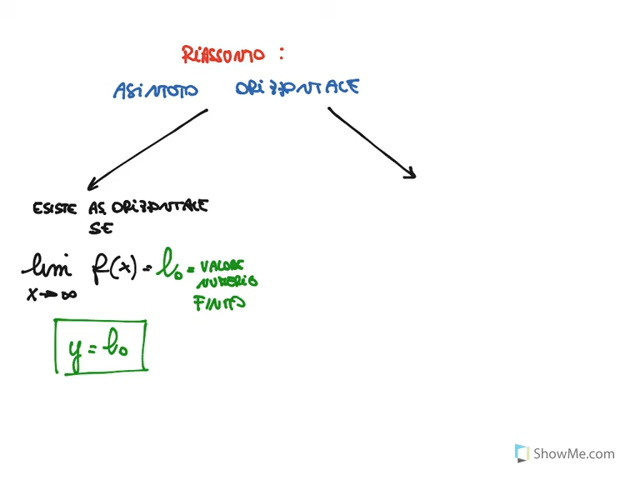 RIASSUNTO :
ASINTOTO ORIZZONTALE
ESISTE AS. ORIZZONTALE
SE
lim f(x) = l₀ = VALORE
x→∞ NUMERICO
FINITO
y = l₀
ShowMe.com